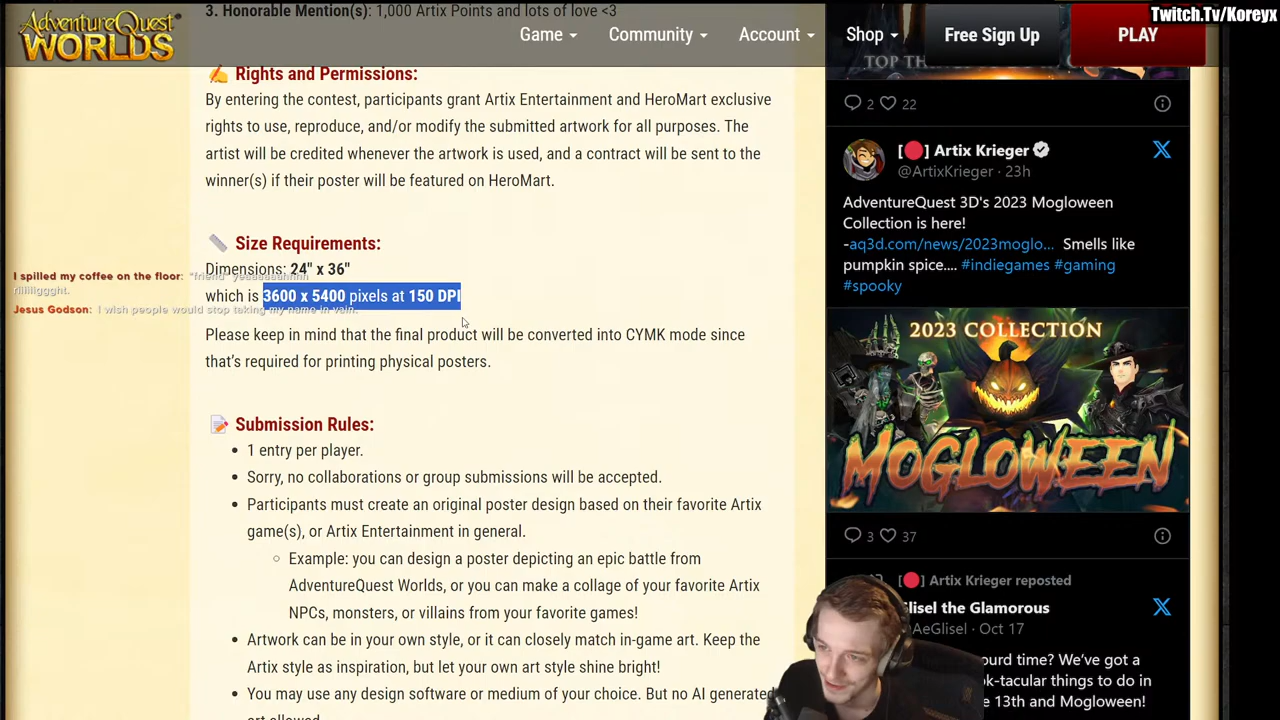 Twitch.Tv/Koreyx
AdventureQuest
WORLDS
Game
Community
Account
Shop
Free Sign Up
PLAY
3. Honorable Mention(s): 1,000 Artix Points and lots of love <3
Rights and Permissions:
By entering the contest, participants grant Artix Entertainment and HeroMart exclusive
rights to use, reproduce, and/or modify the submitted artwork for all purposes. The
artist will be credited whenever the artwork is used, and a contract will be sent to the
winner(s) if their poster will be featured on HeroMart.
Size Requirements:
Dimensions: 24" x 36"
which is 3600 x 5400 pixels at 150 DPI
Please keep in mind that the final product will be converted into CYMK mode since
that's required for printing physical posters.
Submission Rules:
• 1 entry per player.
• Sorry, no collaborations or group submissions will be accepted.
• Participants must create an original poster design based on their favorite Artix
game(s), or Artix Entertainment in general.
◦ Example: you can design a poster depicting an epic battle from
AdventureQuest Worlds, or you can make a collage of your favorite Artix
NPCs, monsters, or villains from your favorite games!
• Artwork can be in your own style, or it can closely match in-game art. Keep the
Artix style as inspiration, but let your own art style shine bright!
• You may use any design software or medium of your choice. But no AI generated
art allowed
I spilled my coffee on the floor: "friend"
riiiiliggght.
Jesus Godson: I wish people would stop taking my name in vain.
2 22
[🔴] Artix Krieger
@ArtixKrieger · 23h
AdventureQuest 3D's 2023 Mogloween
Collection is here!
-aq3d.com/news/2023moglo... Smells like
pumpkin spice.... #indiegames #gaming
#spooky
2023 COLLECTION
MOGLOWEEN
3 37
[🔴] Artix Krieger reposted
Glisel the Glamorous
@AeGlisel · Oct 17
time? We've got a
things to do in
13th and Mogloween!